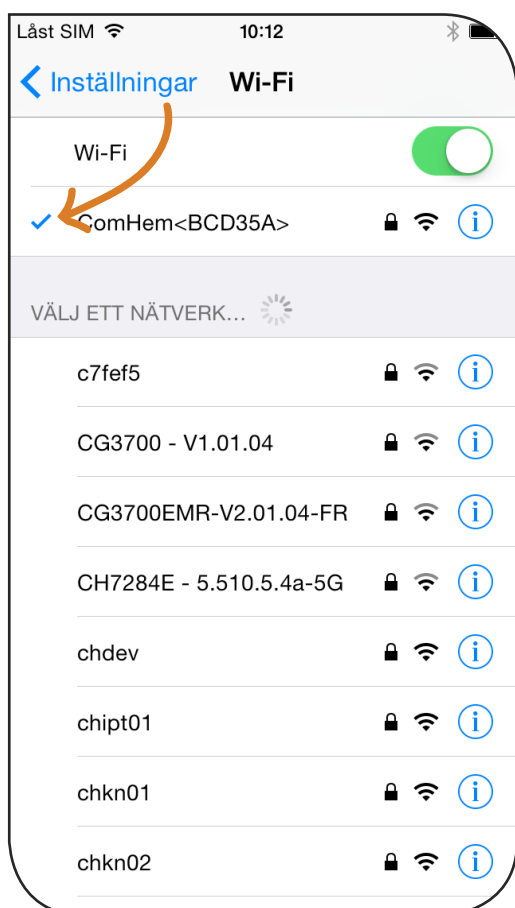 Låst SIM 10:12
Inställningar Wi-Fi
Wi-Fi
ComHem<BCD35A>
VÄLJ ETT NÄTVERK...
c7fef5
CG3700 - V1.01.04
CG3700EMR-V2.01.04-FR
CH7284E - 5.510.5.4a-5G
chdev
chipt01
chkn01
chkn02